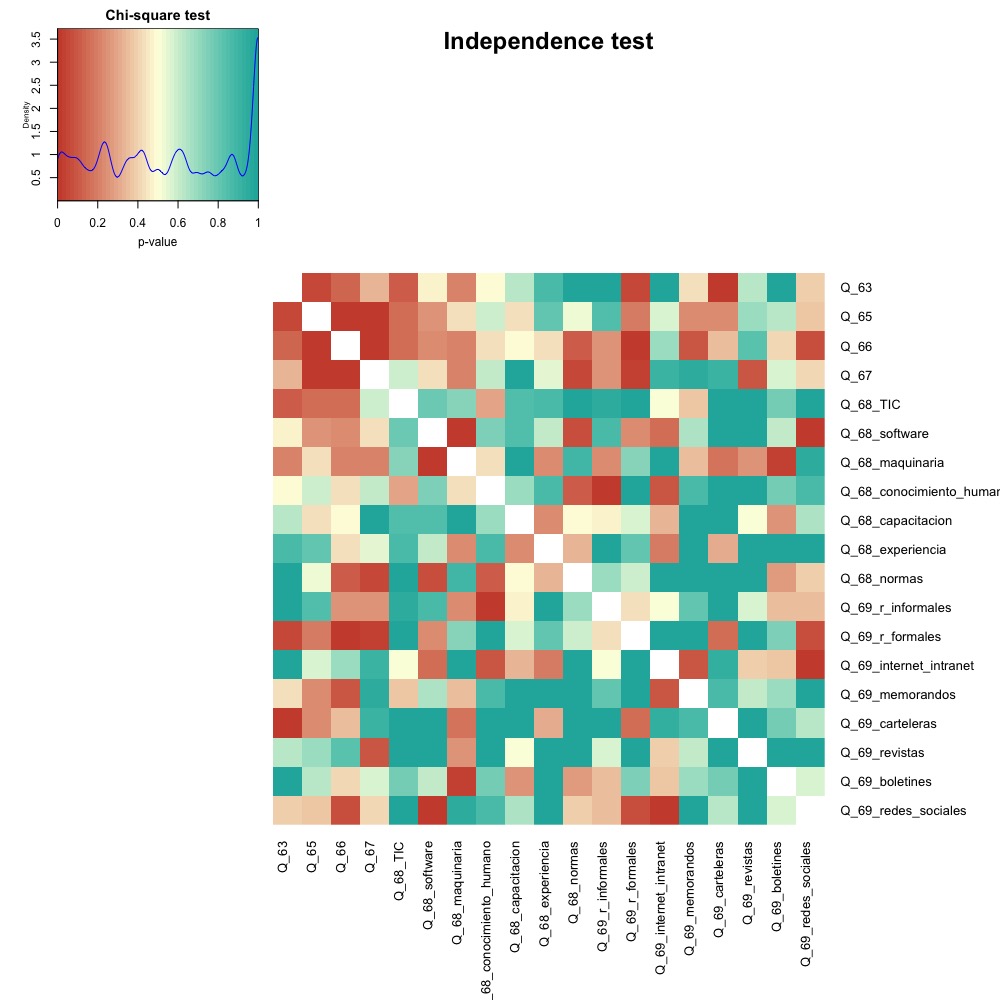 Chi-square test
Independence test
3.5
3
2.5
2
1.5
1
0.5
Density
0
0.2
0.4
0.6
0.8
1
p-value
Q_63
Q_65
Q_66
Q_67
Q_68_TIC
Q_68_software
Q_68_maquinaria
Q_68_conocimiento_humar
Q_68_capacitacion
Q_68_experiencia
Q_68_normas
Q_69_r_informales
Q_69_r_formales
Q_69_internet_intranet
Q_69_memorandos
Q_69_carteleras
Q_69_revistas
Q_69_boletines
Q_69_redes_sociales
Q_63
Q_65
Q_66
Q_67
Q_68_TIC
Q_68_software
Q_68_maquinaria
_68_conocimiento_humano
Q_68_capacitacion
Q_68_experiencia
Q_68_normas
Q_69_r_informales
Q_69_r_formales
Q_69_internet_intranet
Q_69_memorandos
Q_69_carteleras
Q_69_revistas
Q_69_boletines
Q_69_redes_sociales